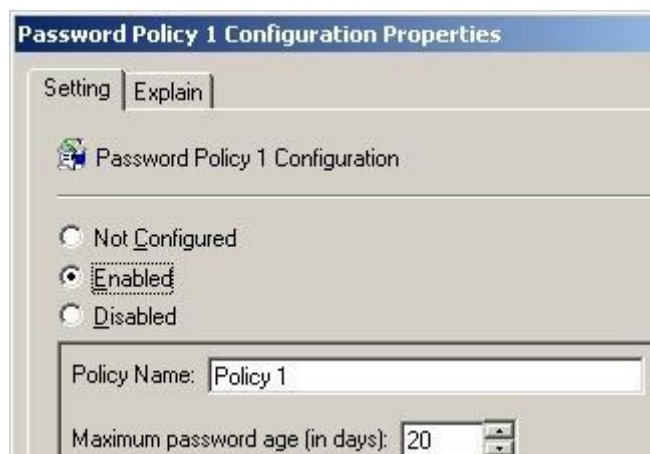 Password Policy 1 Configuration Properties
Setting Explain
Password Policy 1 Configuration
Not Configured
Enabled
Disabled
Policy Name: Policy 1
Maximum password age (in days): 20